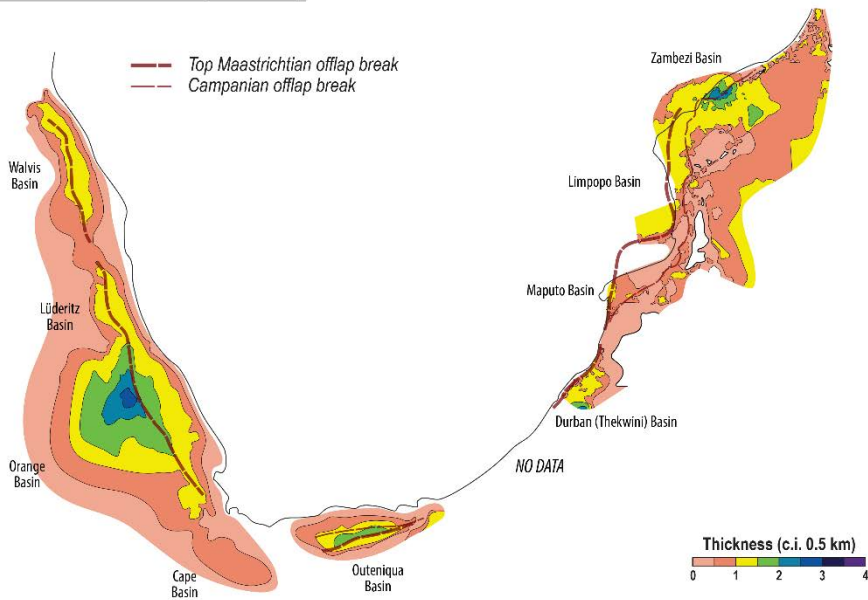 Top Maastrichtian offlap break
Campanian offlap break
Zambezi Basin
Walvis
Basin
Limpopo Basin
Maputo Basin
Lüderitz
Basin
Durban (Thekwini) Basin
Orange
Basin
NO DATA
Cape
Basin
Outeniqua
Basin
Thickness (c.i. 0.5 km)
0 1 2 3 4